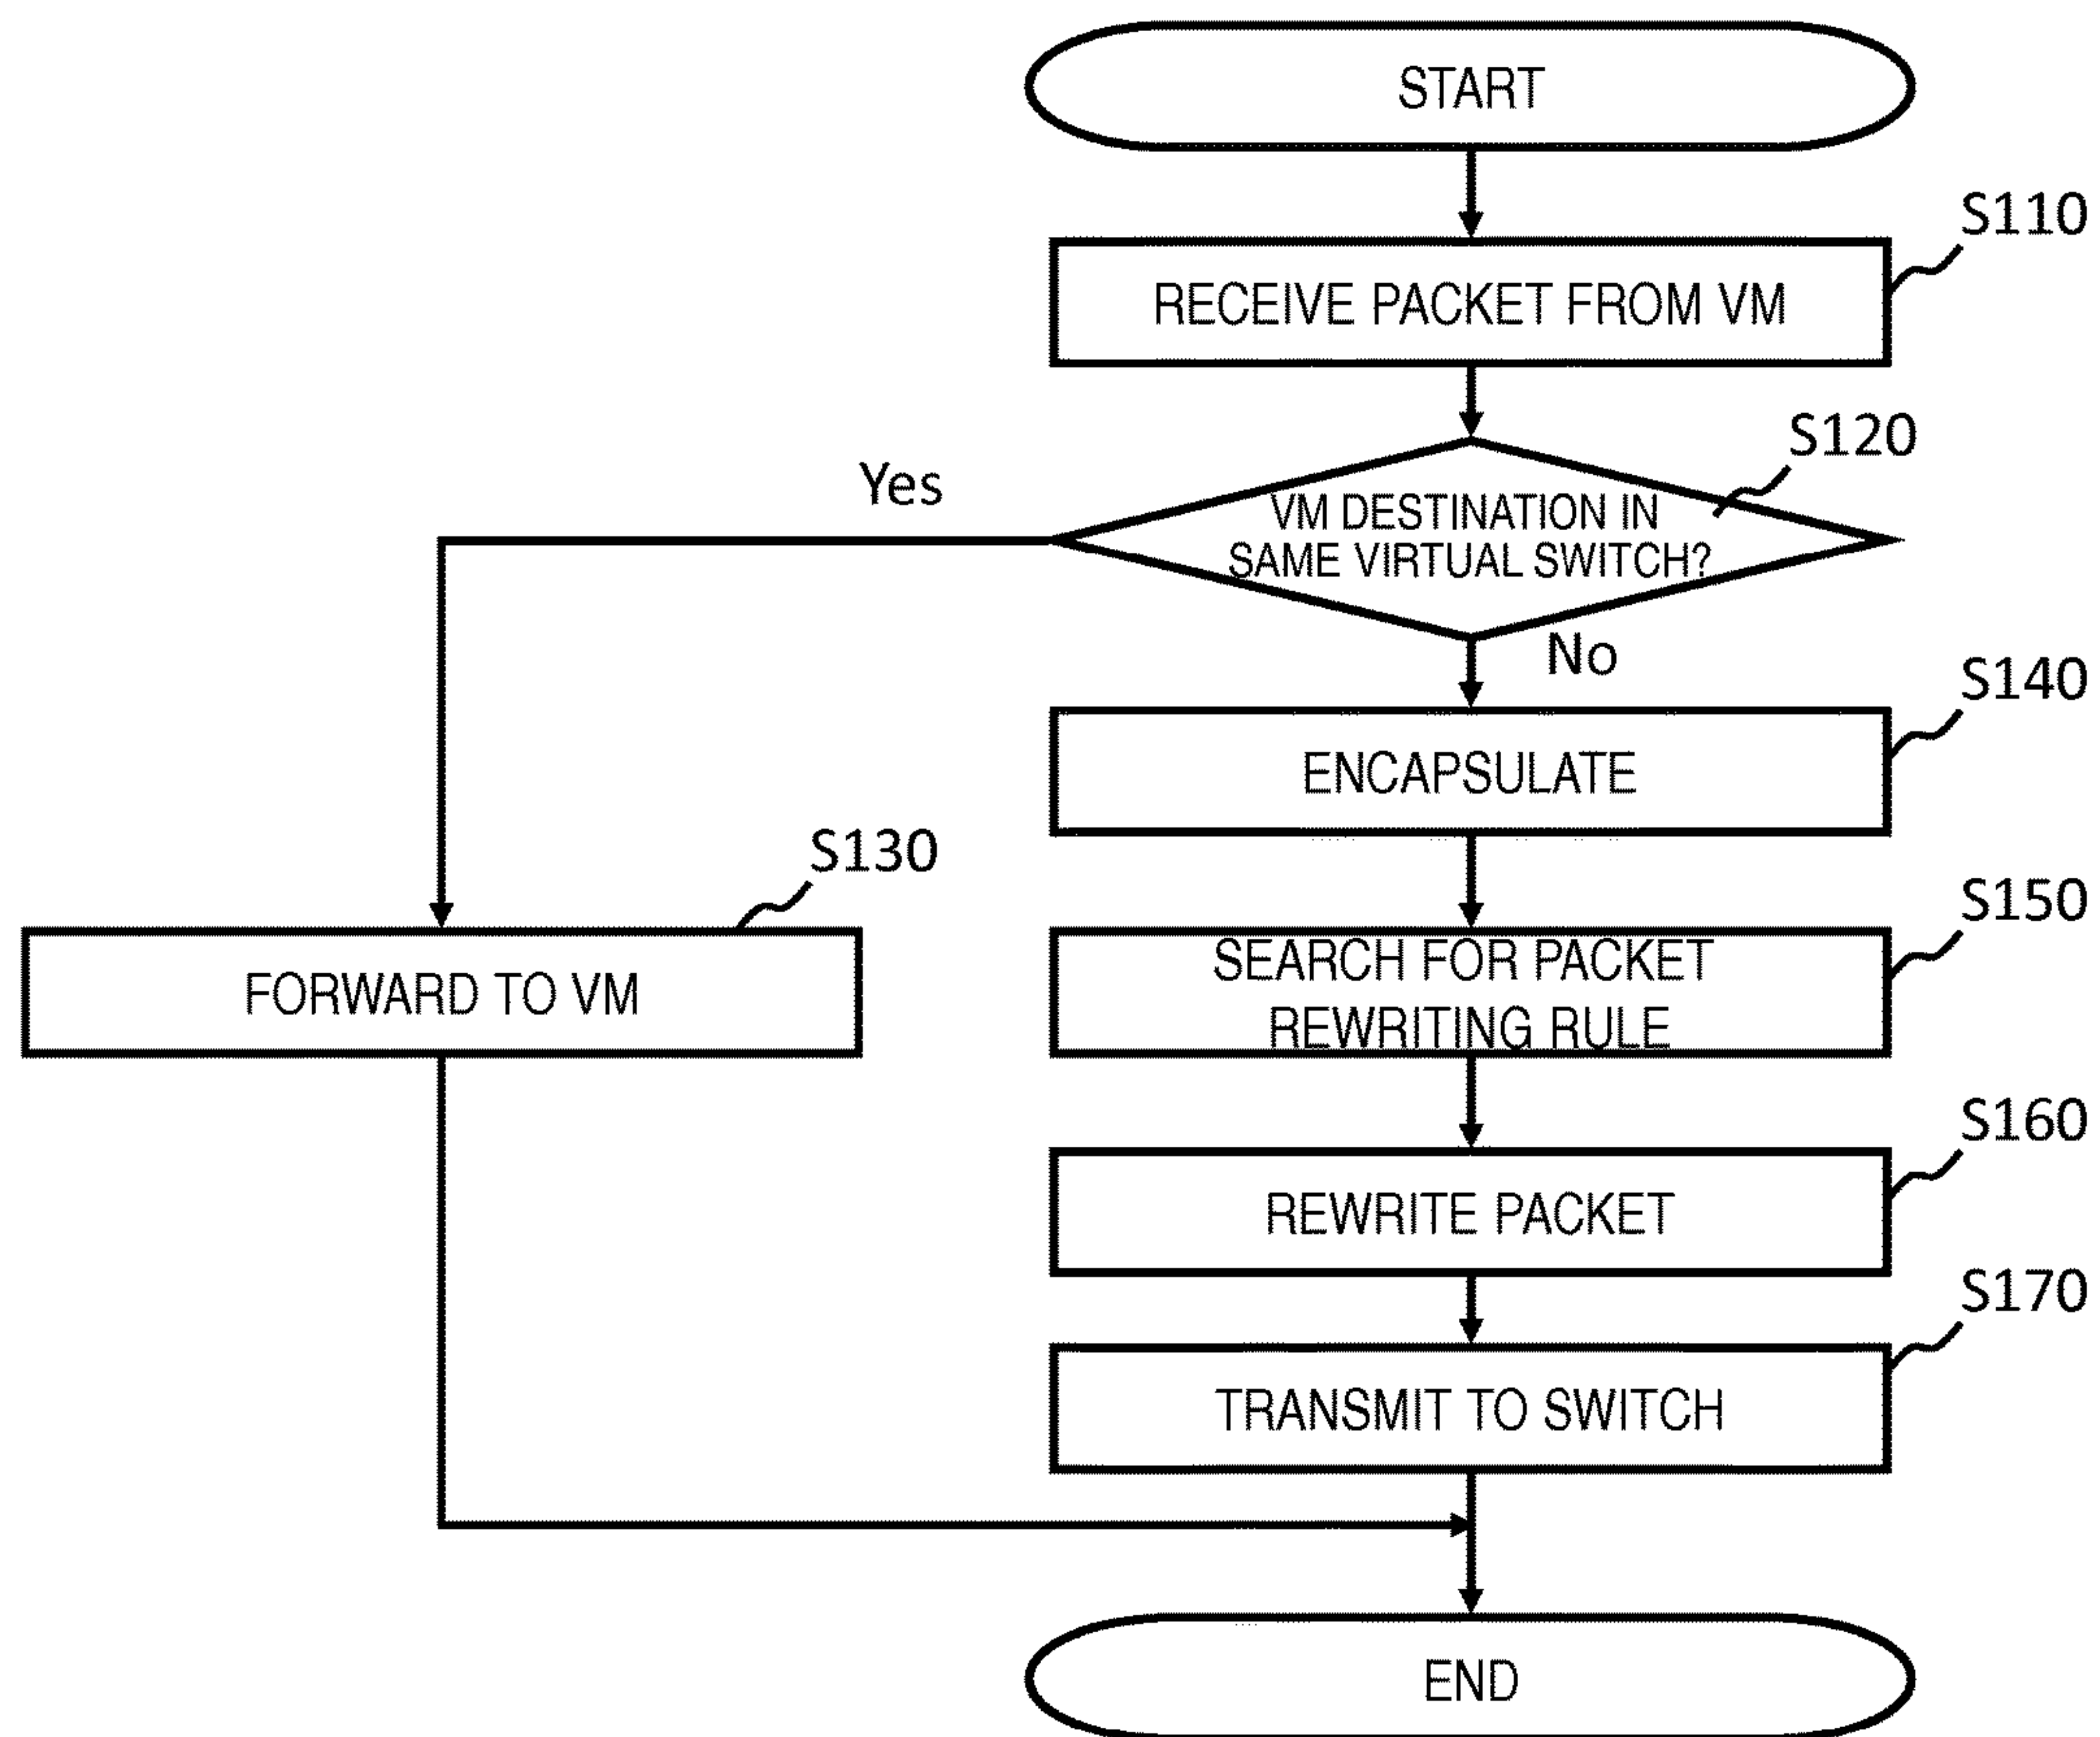 START
S110
RECEIVE PACKET FROM VM
S120
Yes
VM DESTINATION IN
SAME VIRTUAL SWITCH?
No
S140
ENCAPSULATE
S130
S150
FORWARD TO VM
SEARCH FOR PACKET
REWRITING RULE
S160
REWRITE PACKET
S170
TRANSMIT TO SWITCH
END